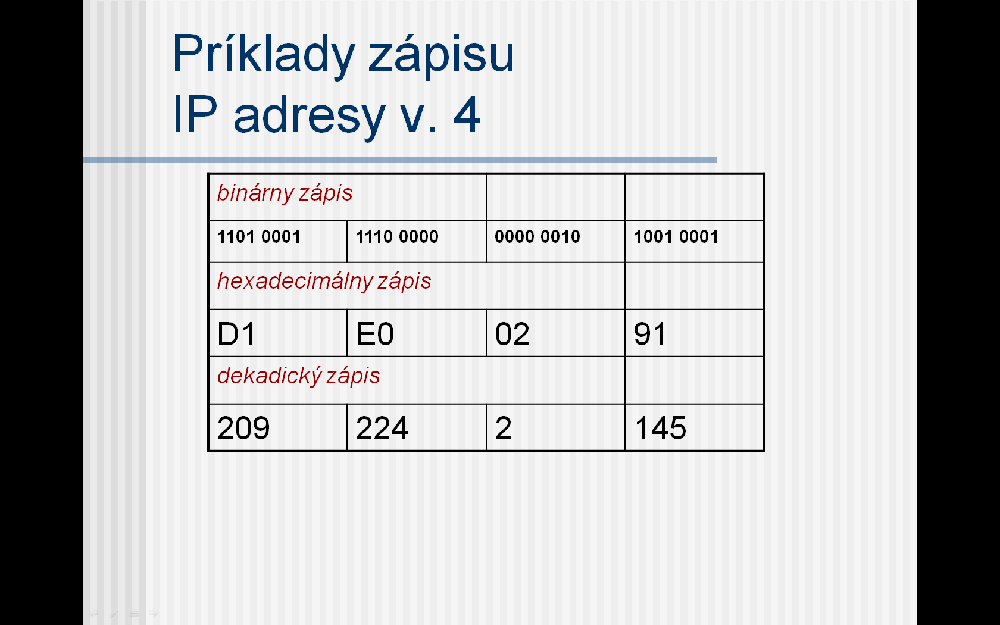 Príklady zápisu
IP adresy v. 4
binárny zápis
1101 0001 1110 0000 0000 0010 1001 0001
hexadecimálny zápis
D1 E0 02 91
dekadický zápis
209 224 2 145